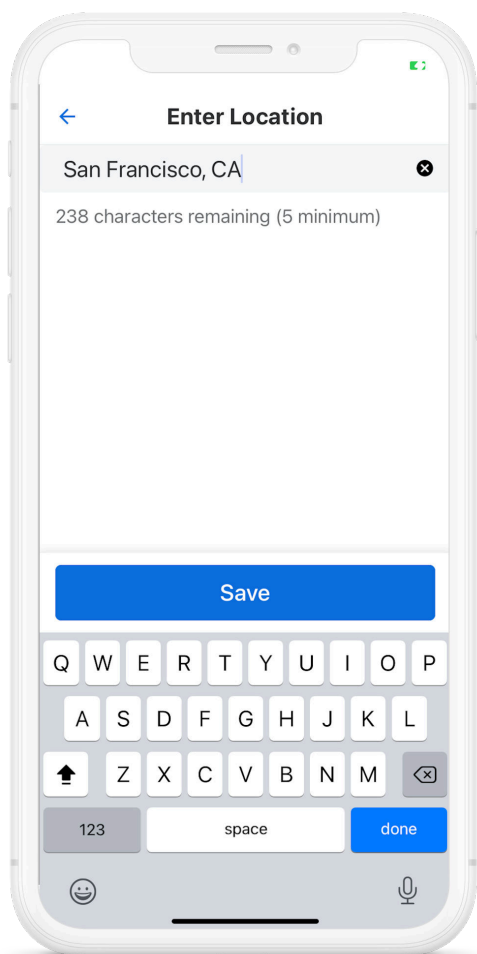 Enter Location
San Francisco, CA
238 characters remaining (5 minimum)
Save
Q W E R T Y U I O P
A S D F G H J K L
Z X C V B N M
123 space done